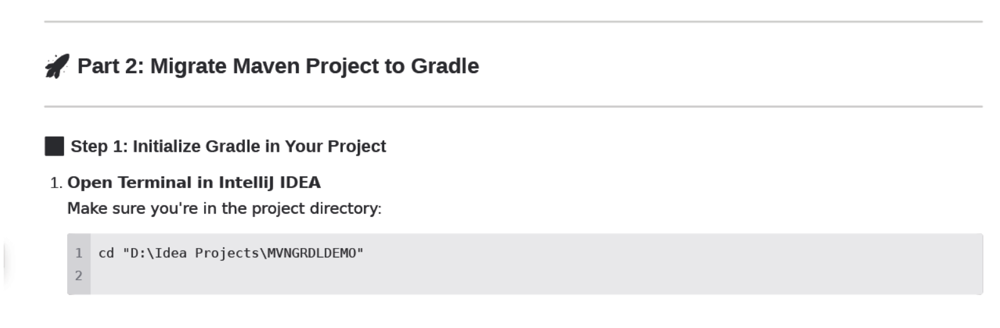 Part 2: Migrate Maven Project to Gradle
Step 1: Initialize Gradle in Your Project
1. Open Terminal in IntelliJ IDEA
Make sure you're in the project directory:
1 cd "D:\Idea Projects\MVNGRDLDEMO"
2